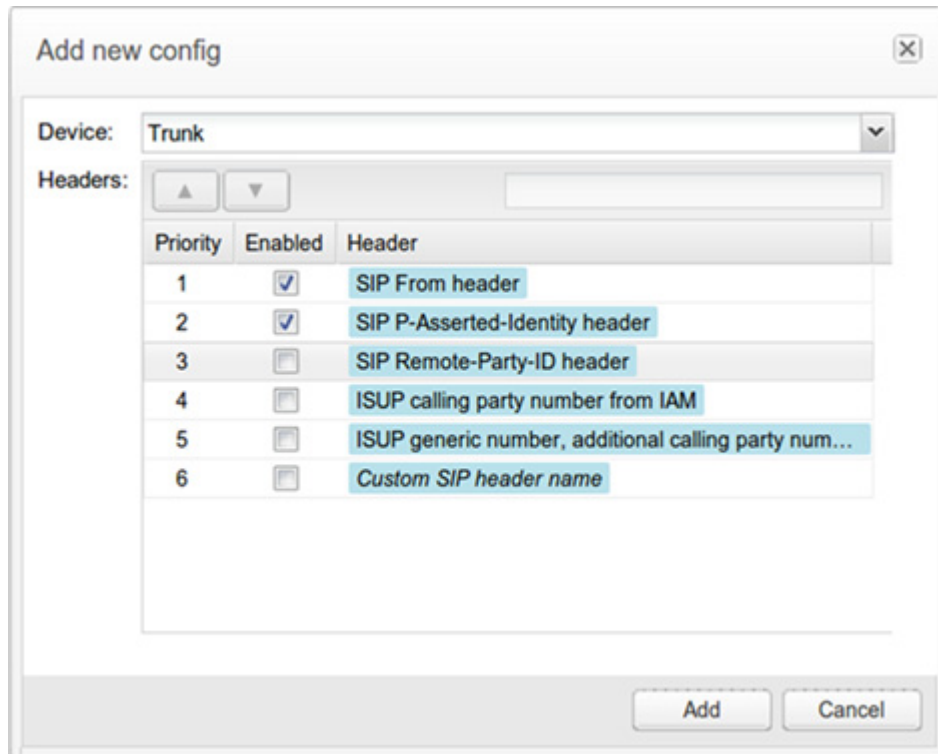 Add new config
Device: Trunk
Headers:
Priority Enabled Header
1 SIP From header
2 SIP P-Asserted-Identity header
3 SIP Remote-Party-ID header
4 ISUP calling party number from IAM
5 ISUP generic number, additional calling party num...
6 Custom SIP header name
Add Cancel